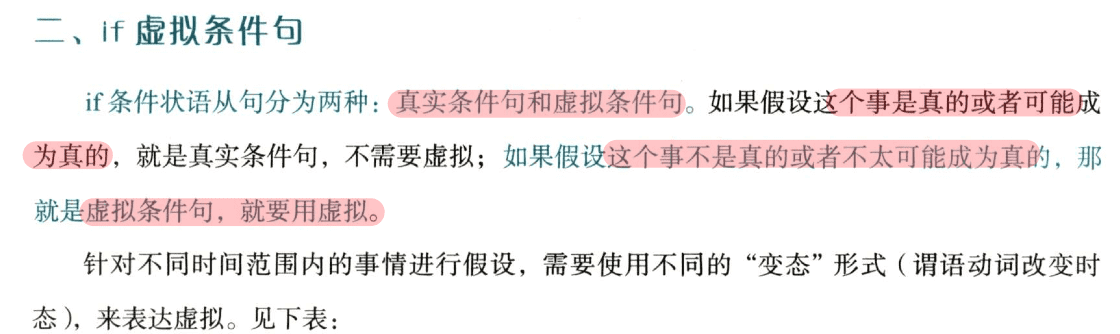 二、if 虚拟条件句
if 条件状语从句分为两种：真实条件句和虚拟条件句。如果假设这个事是真的或者可能成
为真的，就是真实条件句，不需要虚拟；如果假设这个事不是真的或者不太可能成为真的，那
就是虚拟条件句，就要用虚拟。
针对不同时间范围内的事情进行假设，需要使用不同的“变态”形式（谓语动词改变时
态），来表达虚拟。见下表：